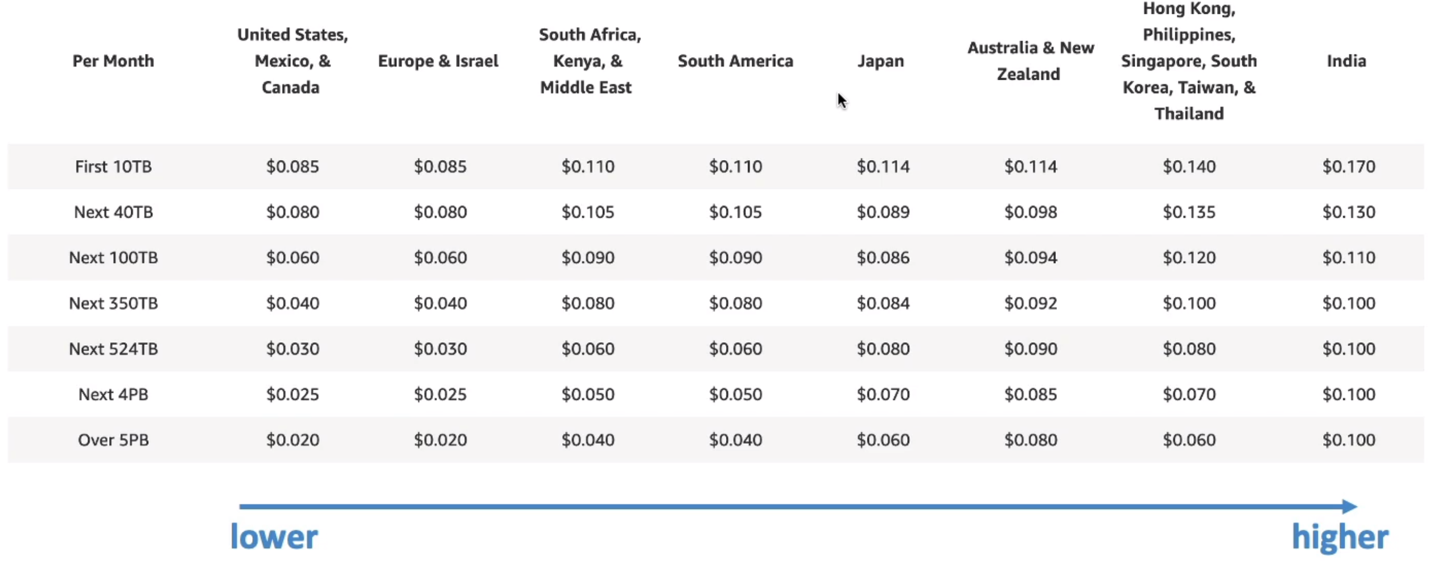 Per Month
United States,
Mexico, &
Canada
Europe & Israel
South Africa,
Kenya, &
Middle East
South America
Japan
Australia & New
Zealand
Hong Kong,
Philippines,
Singapore, South
Korea, Taiwan, &
Thailand
India
First 10TB $0.085 $0.085 $0.110 $0.110 $0.114 $0.114 $0.140 $0.170
Next 40TB $0.080 $0.080 $0.105 $0.105 $0.089 $0.098 $0.135 $0.130
Next 100TB $0.060 $0.060 $0.090 $0.090 $0.086 $0.094 $0.120 $0.110
Next 350TB $0.040 $0.040 $0.080 $0.080 $0.084 $0.092 $0.100 $0.100
Next 524TB $0.030 $0.030 $0.060 $0.060 $0.080 $0.090 $0.080 $0.100
Next 4PB $0.025 $0.025 $0.050 $0.050 $0.070 $0.085 $0.070 $0.100
Over 5PB $0.020 $0.020 $0.040 $0.040 $0.060 $0.080 $0.060 $0.100
lower higher